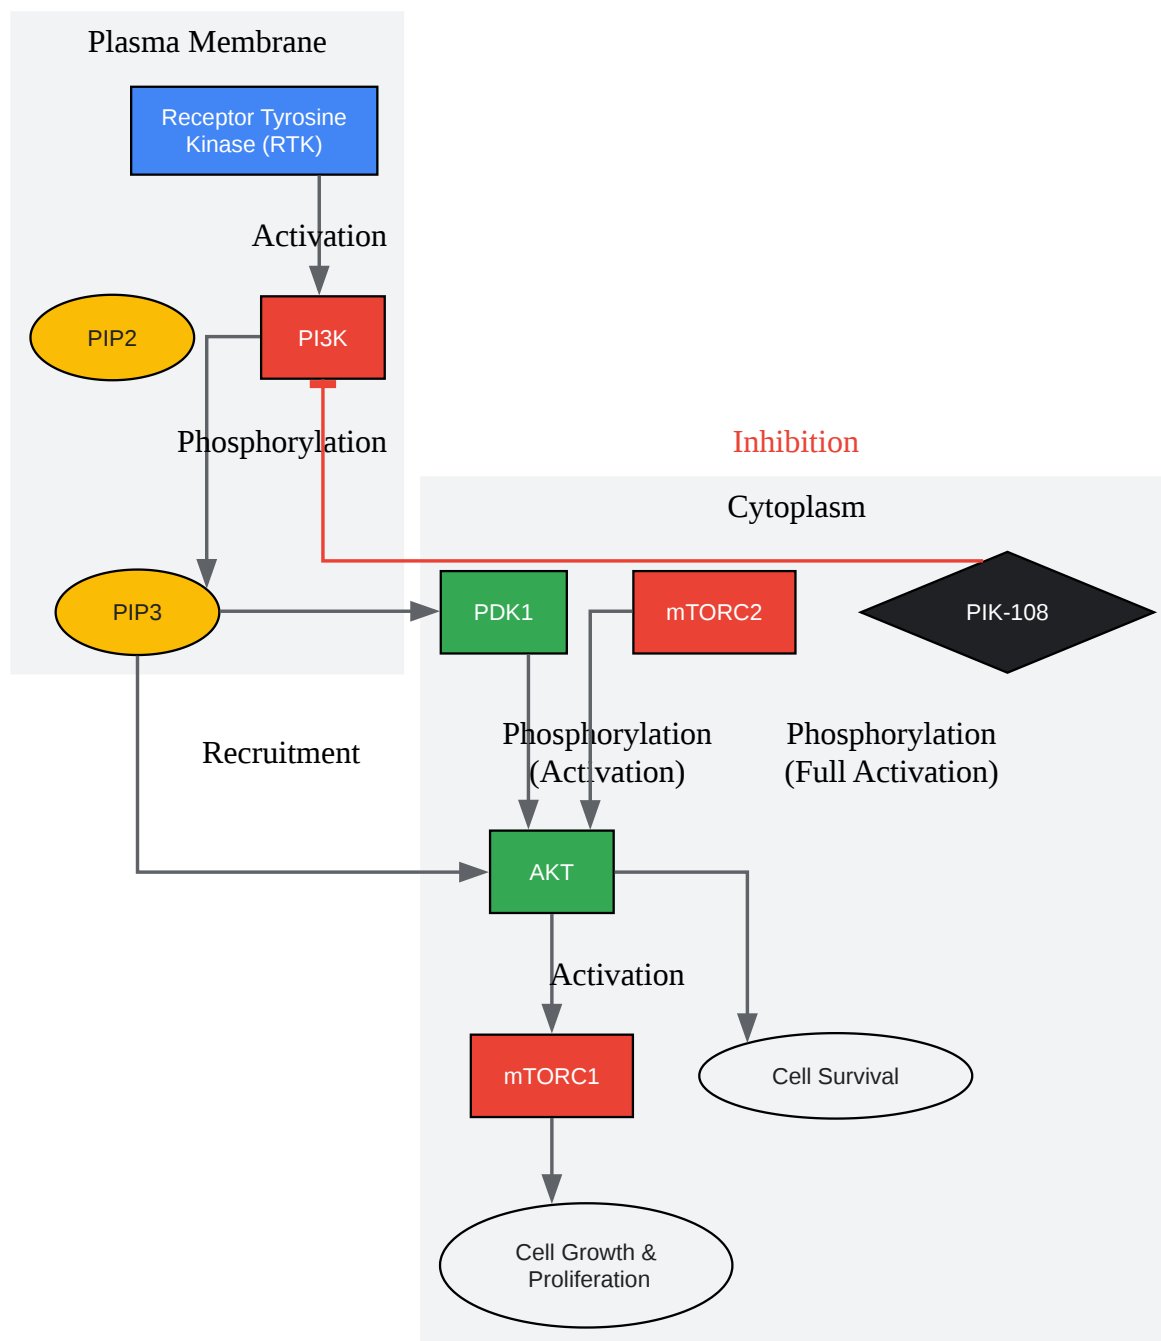 Plasma Membrane
Receptor Tyrosine
Kinase (RTK)
Activation
PIP2
PI3K
Phosphorylation
Inhibition
Cytoplasm
PIP3
PDK1
mTORC2
PIK-108
Recruitment
Phosphorylation
(Activation)
Phosphorylation
(Full Activation)
AKT
Activation
mTORC1
Cell Survival
Cell Growth &
Proliferation